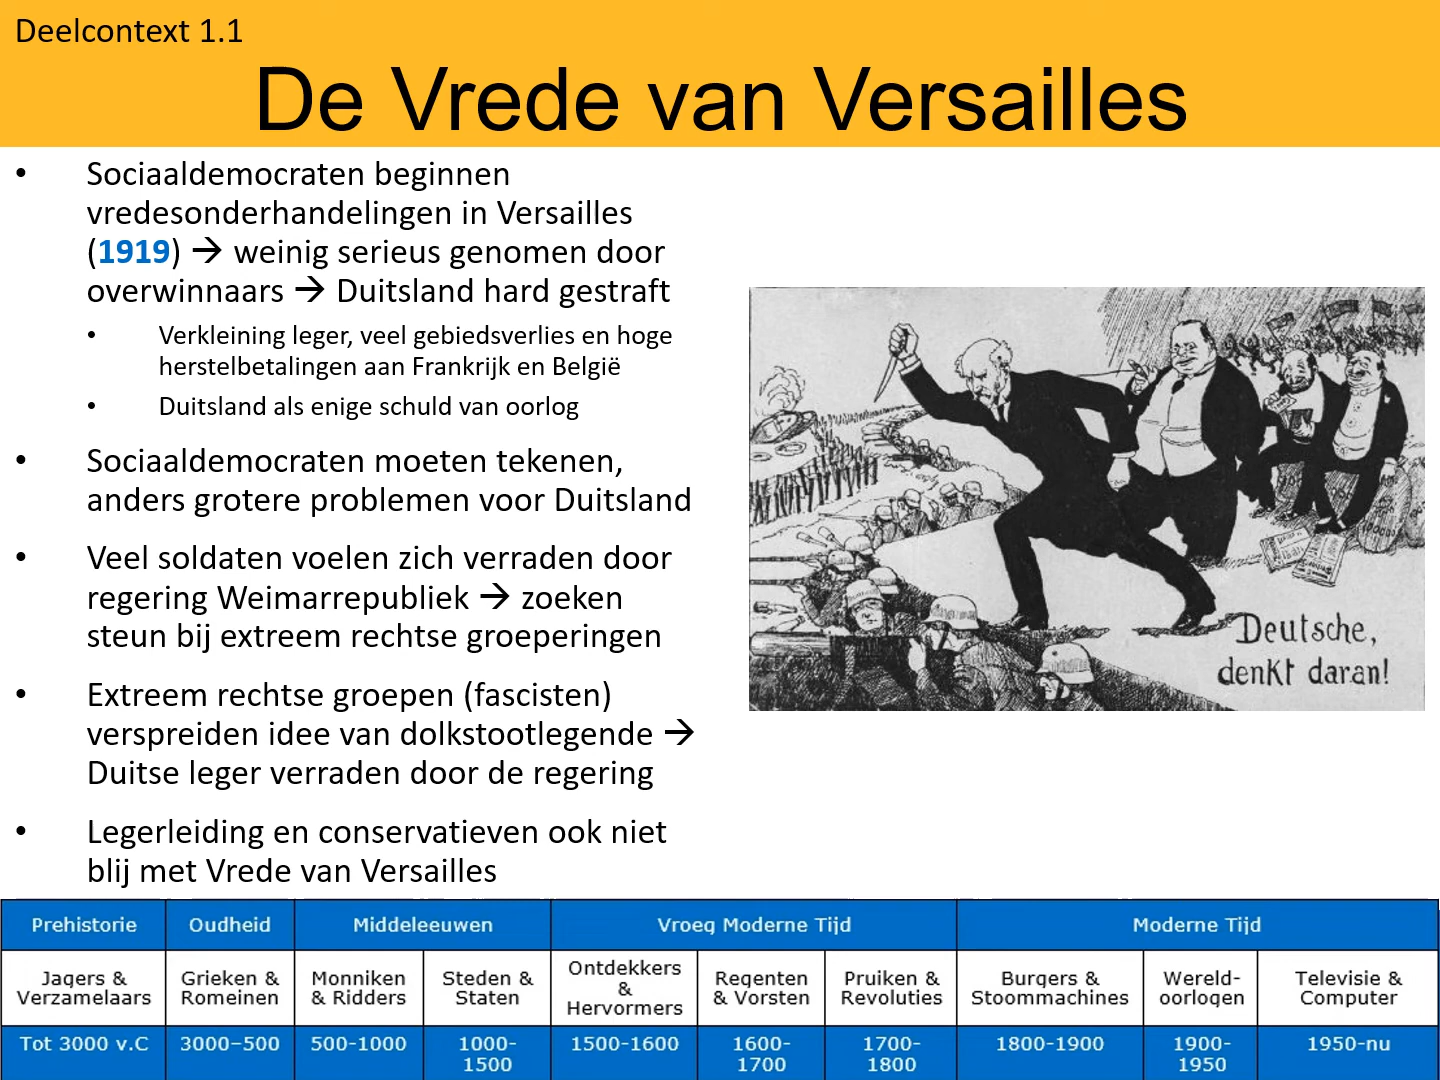 Deelcontext 1.1
De Vrede van Versailles
• Sociaaldemocraten beginnen
vredesonderhandelingen in Versailles
(1919) → weinig serieus genomen door
overwinnaars → Duitsland hard gestraft
• Verkleining leger, veel gebiedsverlies en hoge
herstelbetalingen aan Frankrijk en België
• Duitsland als enige schuld van oorlog
• Sociaaldemocraten moeten tekenen,
anders grotere problemen voor Duitsland
• Veel soldaten voelen zich verraden door
regering Weimarrepubliek → zoeken
steun bij extreem rechtse groeperingen
• Extreem rechtse groepen (fascisten)
verspreiden idee van dolkstootlegende →
Duitse leger verraden door de regering
• Legerleiding en conservatieven ook niet
blij met Vrede van Versailles
Deutsche,
denkt daran!
Prehistorie Oudheid Middeleeuwen Vroeg Moderne Tijd Moderne Tijd
Jagers &
Verzamelaars
Grieken &
Romeinen
Monniken
& Ridders
Steden &
Staten
Ontdekkers
&
Hervormers
Regenten
& Vorsten
Pruiken &
Revoluties
Burgers &
Stoommachines
Wereld-
oorlogen
Televisie &
Computer
Tot 3000 v.C
3000–500
500-1000
1000-
1500
1500-1600
1600-
1700
1700-
1800
1800-1900
1900-
1950
1950-nu